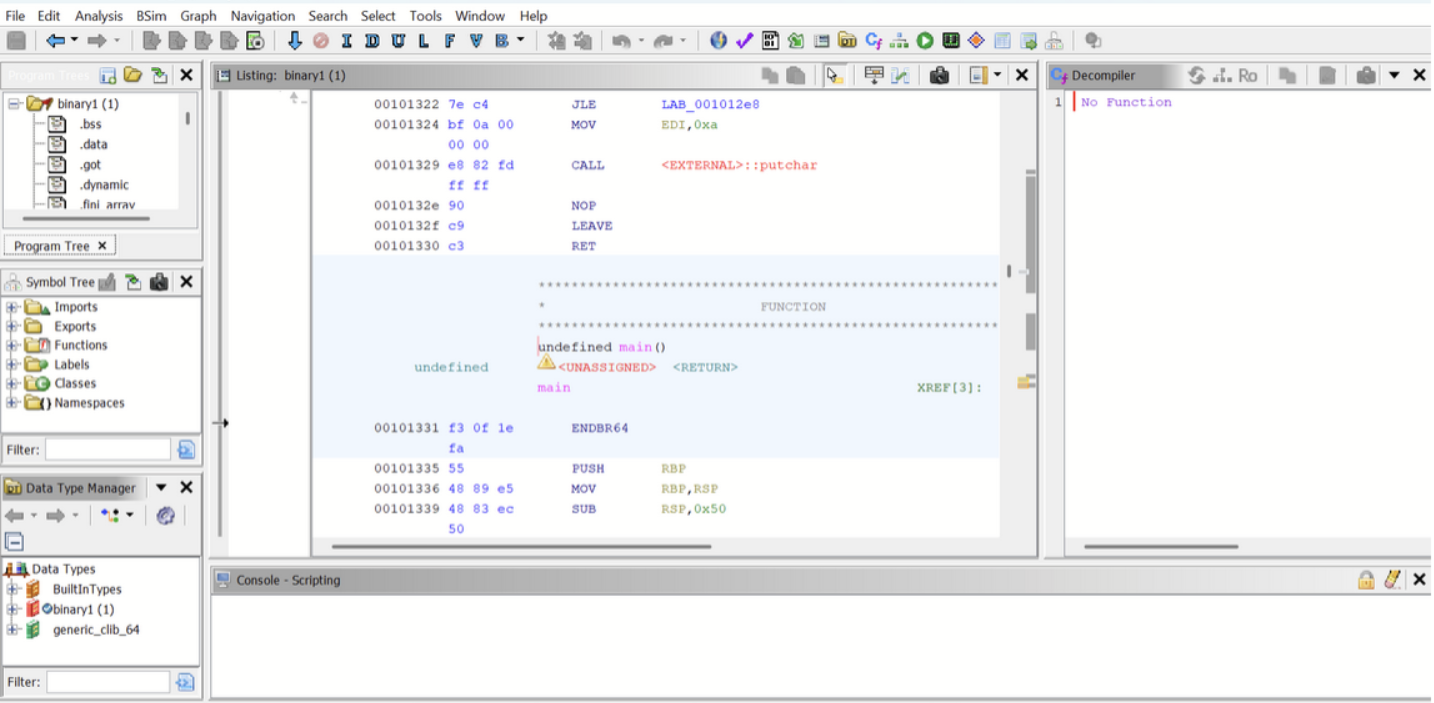 File Edit Analysis BSim Graph Navigation Search Select Tools Window Help
I D U L F V B
Program Trees
binary1 (1)
.bss
.data
.got
.dynamic
.fini_array
Program Tree
Symbol Tree
Imports
Exports
Functions
Labels
Classes
Namespaces
Filter:
Data Type Manager
Data Types
BuiltInTypes
binary1 (1)
generic_clib_64
Filter:
Listing: binary1 (1)
00101322 7e c4 JLE LAB_001012e8
00101324 bf 0a 00 MOV EDI,0xa
00 00
00101329 e8 82 fd CALL <EXTERNAL>::putchar
ff ff
0010132e 90 NOP
0010132f c9 LEAVE
00101330 c3 RET
* FUNCTION
undefined main()
undefined <UNASSIGNED> <RETURN>
main XREF[3]:
00101331 f3 0f 1e ENDBR64
fa
00101335 55 PUSH RBP
00101336 48 89 e5 MOV RBP,RSP
00101339 48 83 ec SUB RSP,0x50
50
Decompiler Ro
1 No Function
Console - Scripting